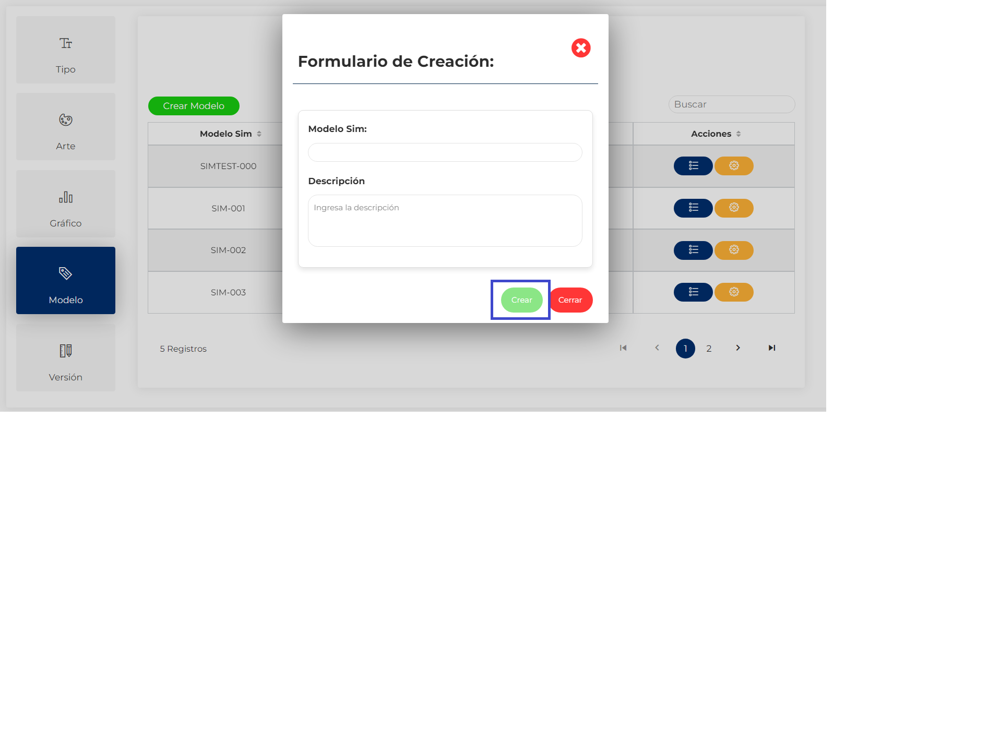 Tipo
Arte
Gráfico
Modelo
Versión
Crear Modelo
Buscar
Modelo Sim
Acciones
SIMTEST-000
SIM-001
SIM-002
SIM-003
5 Registros
1
2
Formulario de Creación:
Modelo Sim:
Descripción
Ingresa la descripción
Crear
Cerrar